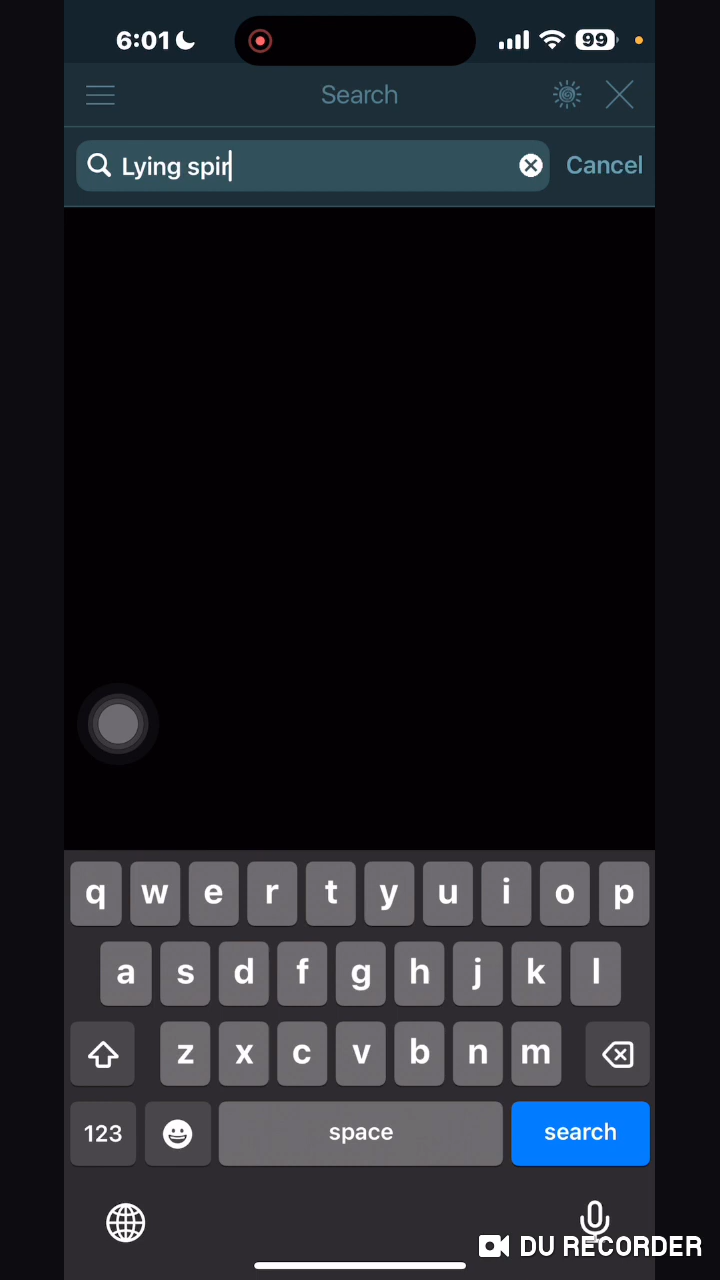 6:01
99
Search
Lying spir
Cancel
q w e r t y u i o p
a s d f g h j k l
z x c v b n m
123 space search
DU RECORDER